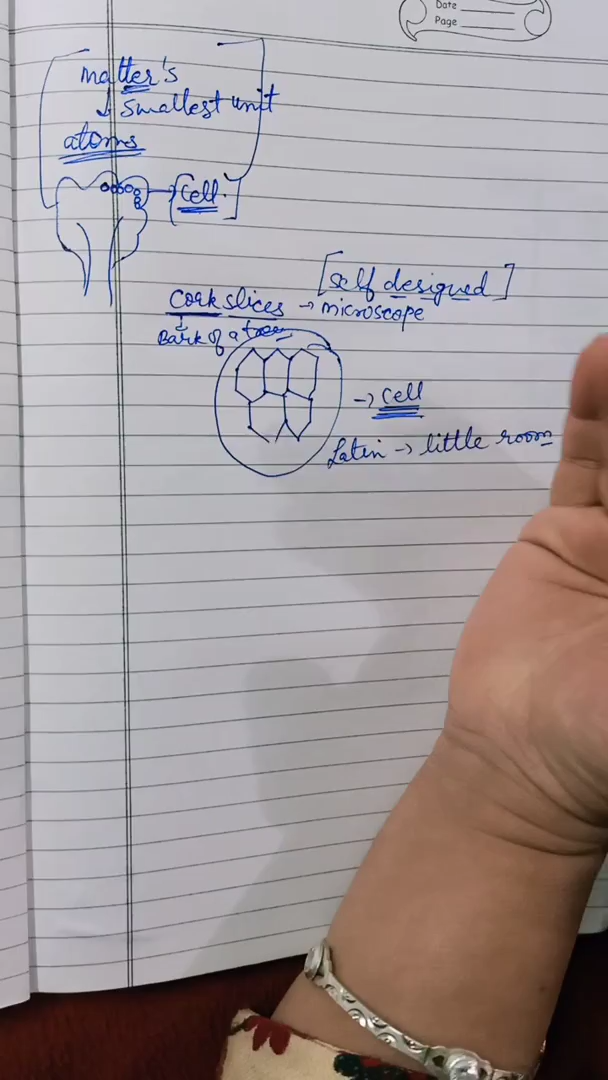 Date
Page
matter's
↓ smallest unit
atoms
→ [Cell.]
[self designed]
cork slices → microscope
↓
Bark of a tree
→ cell
Latin → little room